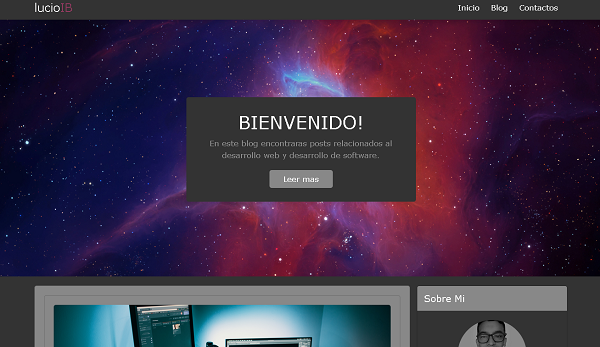 lucioIB
Inicio Blog Contactos
BIENVENIDO!
En este blog encontraras posts relacionados al
desarrollo web y desarrollo de software.
Leer mas
Sobre Mi